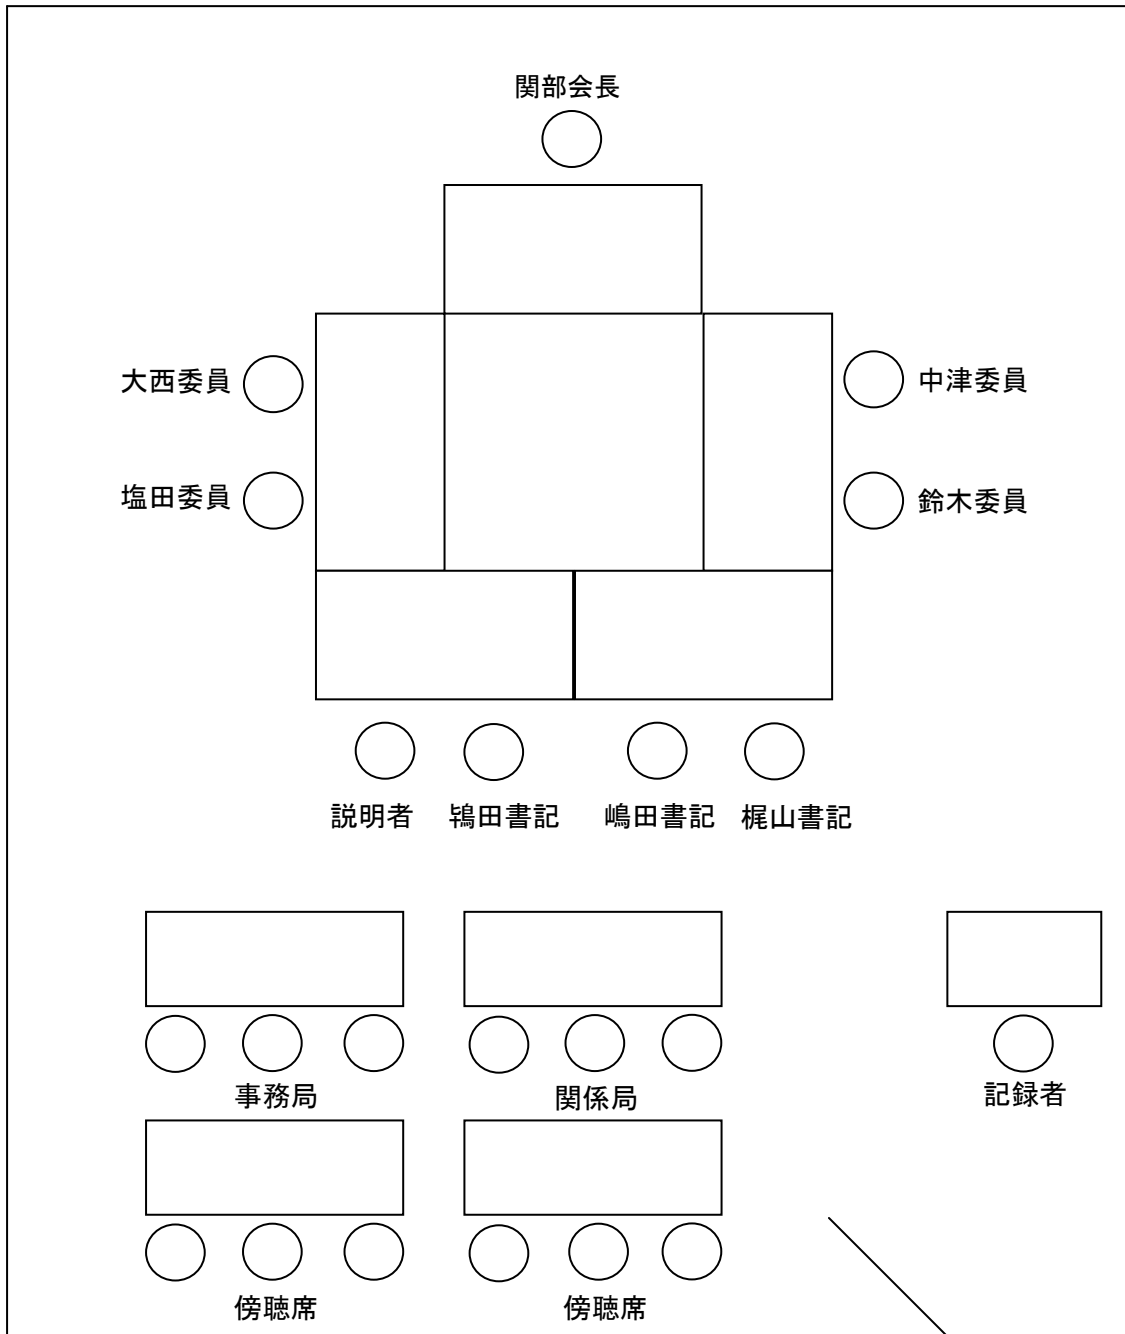 関部会長
大西委員
中津委員
塩田委員
鈴木委員
説明者
鴇田書記
嶋田書記
梶山書記
事務局
関係局
記録者
傍聴席
傍聴席